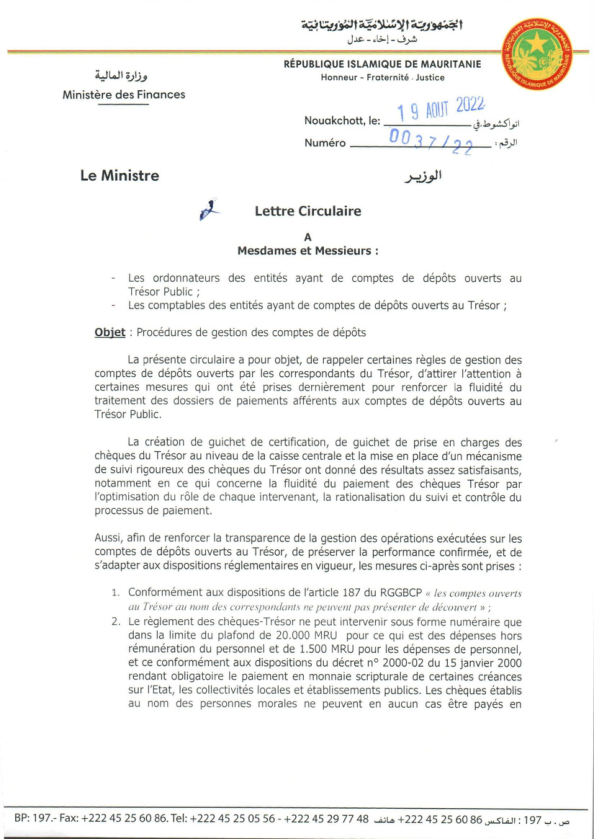 الجمهورية الإسلامية الموريتانية
شرف - إخاء - عدل
RÉPUBLIQUE ISLAMIQUE DE MAURITANIE
Honneur - Fraternité - Justice
وزارة المالية
Ministère des Finances
Nouakchott, le: 19 AOUT 2022 انواكشوط، في
Numéro 0037/22 الرقم:
Le Ministre الوزير
Lettre Circulaire
A
Mesdames et Messieurs :
- Les ordonnateurs des entités ayant de comptes de dépôts ouverts au
Trésor Public ;
- Les comptables des entités ayant de comptes de dépôts ouverts au Trésor ;
Objet : Procédures de gestion des comptes de dépôts
La présente circulaire a pour objet, de rappeler certaines règles de gestion des
comptes de dépôts ouverts par les correspondants du Trésor, d'attirer l'attention à
certaines mesures qui ont été prises dernièrement pour renforcer la fluidité du
traitement des dossiers de paiements afférents aux comptes de dépôts ouverts au
Trésor Public.
La création de guichet de certification, de guichet de prise en charges des
chèques du Trésor au niveau de la caisse centrale et la mise en place d'un mécanisme
de suivi rigoureux des chèques du Trésor ont donné des résultats assez satisfaisants,
notamment en ce qui concerne la fluidité du paiement des chèques Trésor par
l'optimisation du rôle de chaque intervenant, la rationalisation du suivi et contrôle du
processus de paiement.
Aussi, afin de renforcer la transparence de la gestion des opérations exécutées sur les
comptes de dépôts ouverts au Trésor, de préserver la performance confirmée, et de
s'adapter aux dispositions réglementaires en vigueur, les mesures ci-après sont prises :
1. Conformément aux dispositions de l'article 187 du RGGBCP « les comptes ouverts
au Trésor au nom des correspondants ne peuvent pas présenter de découvert » ;
2. Le règlement des chèques-Trésor ne peut intervenir sous forme numéraire que
dans la limite du plafond de 20.000 MRU pour ce qui est des dépenses hors
rémunération du personnel et de 1.500 MRU pour les dépenses de personnel,
et ce conformément aux dispositions du décret n° 2000-02 du 15 janvier 2000
rendant obligatoire le paiement en monnaie scripturale de certaines créances
sur l'Etat, les collectivités locales et établissements publics. Les chèques établis
au nom des personnes morales ne peuvent en aucun cas être payés en
BP: 197.- Fax: +222 45 25 60 86. Tel: +222 45 25 05 56 - +222 45 29 77 48 هاتف +222 45 25 60 86 الفاكس : 197 ص . ب